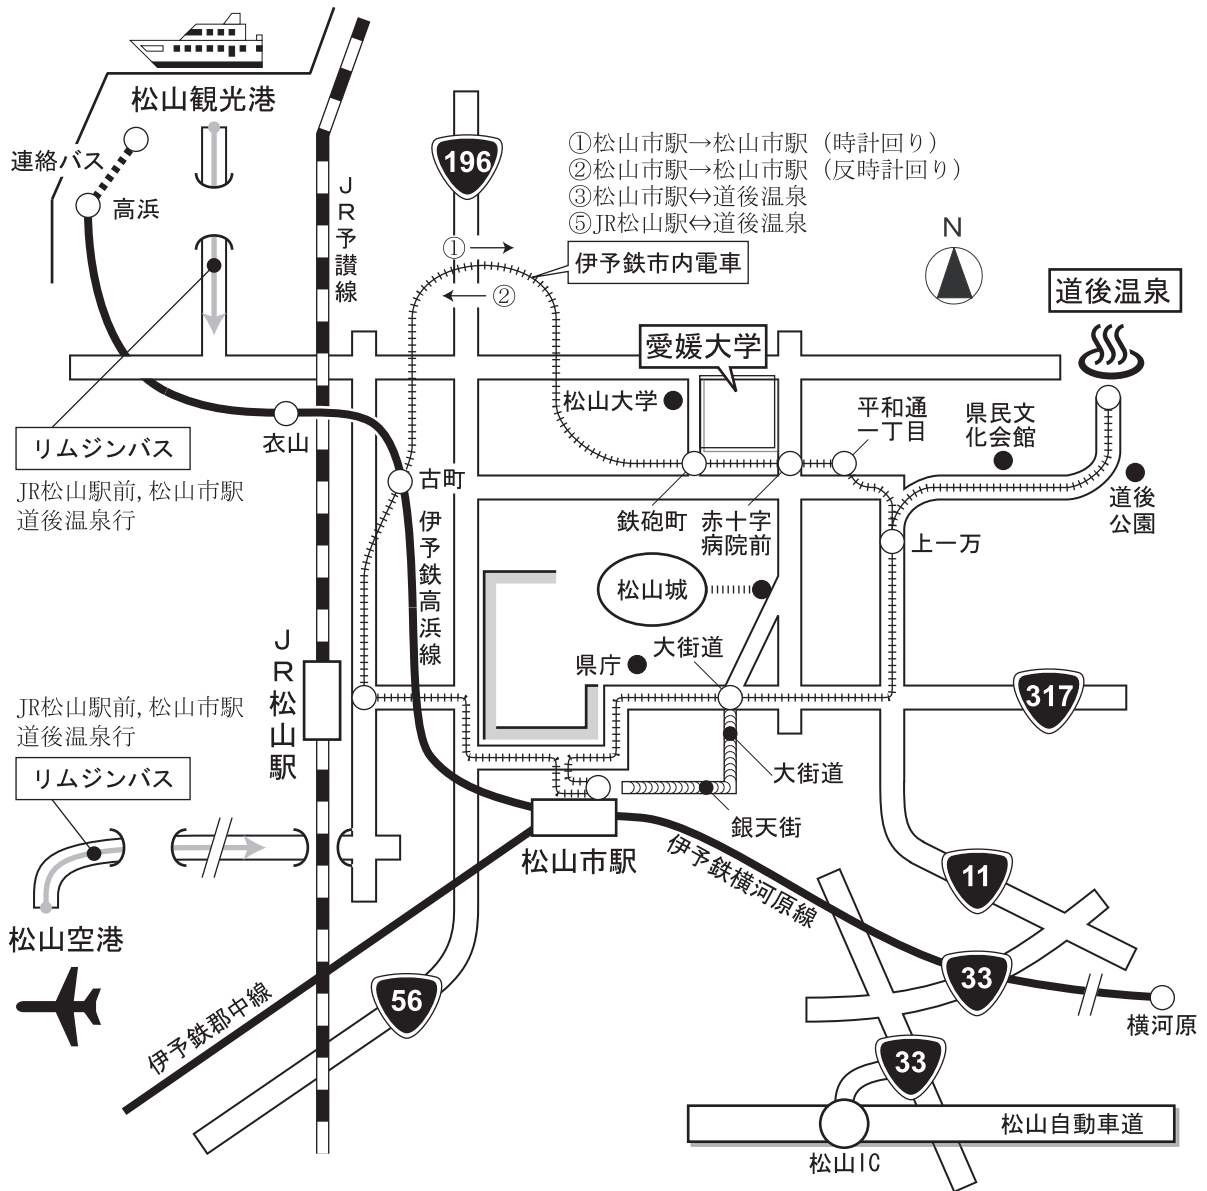 松山観光港
連絡バス
高浜
JR予讃線
196
①松山市駅→松山市駅(時計回り)
②松山市駅→松山市駅(反時計回り)
③松山市駅⇔道後温泉
⑤JR松山駅⇔道後温泉
①
②
伊予鉄市内電車
N
道後温泉
愛媛大学
松山大学
平和通
一丁目
県民文
化会館
道後
公園
リムジンバス
JR松山駅前, 松山市駅
道後温泉行
衣山
古町
伊予鉄高浜線
鉄砲町
赤十字
病院前
上一万
松山城
県庁
大街道
317
JR松山駅
JR松山駅前, 松山市駅
道後温泉行
リムジンバス
大街道
銀天街
松山市駅
伊予鉄横河原線
11
松山空港
56
伊予鉄郡中線
33
横河原
33
松山自動車道
松山IC